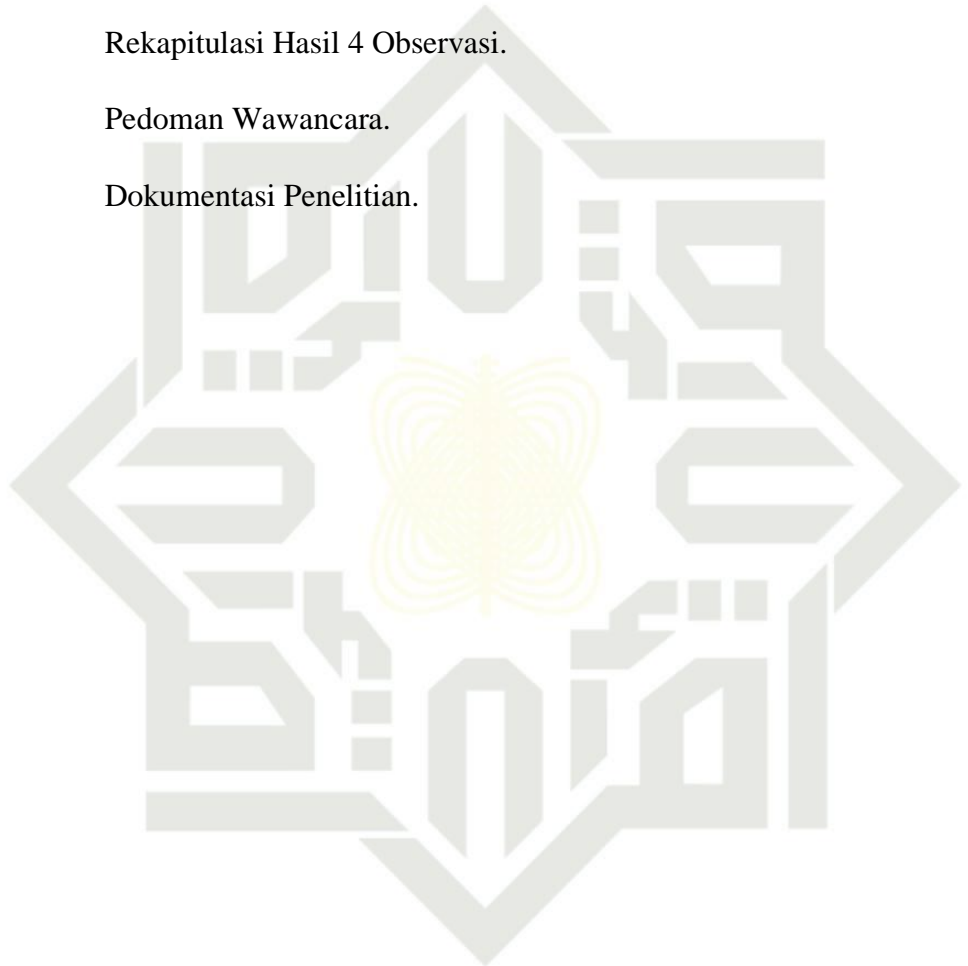 Rekapitulasi Hasil 4 Observasi.
Pedoman Wawancara.
Dokumentasi Penelitian.